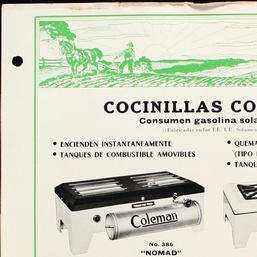 COCINILLAS CO
Consumen gasolina sola
(Fabricadas en los EE. UU. Solamen
• ENCIENDEN INSTANTANEAMENTE
• TANQUES DE COMBUSTIBLE AMOVIBLES
• QUEMA
(TIPO
• TANQU
Coleman
No. 386
"NOMAD"